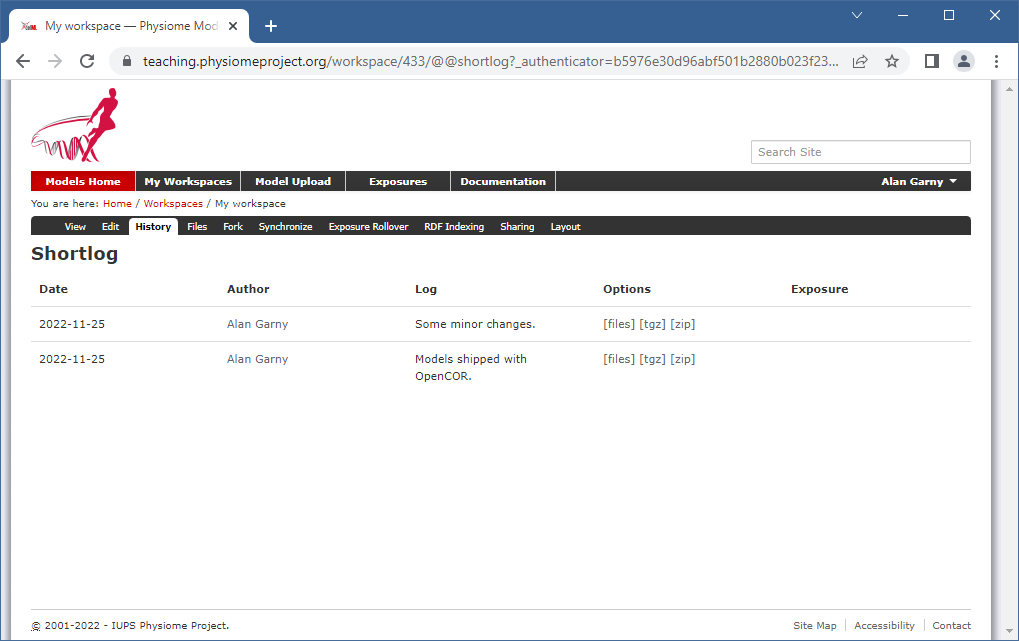 My workspace — Physiome Mod
teaching.physiomeproject.org/workspace/433/@@shortlog?_authenticator=b5976e30d96abf501b2880b023f23...
Search Site
Models Home My Workspaces Model Upload Exposures Documentation Alan Garny
You are here: Home / Workspaces / My workspace
View Edit History Files Fork Synchronize Exposure Rollover RDF Indexing Sharing Layout
Shortlog
Date Author Log Options Exposure
2022-11-25 Alan Garny Some minor changes. [files] [tgz] [zip]
2022-11-25 Alan Garny Models shipped with [files] [tgz] [zip]
OpenCOR.
© 2001-2022 - IUPS Physiome Project. Site Map Accessibility Contact